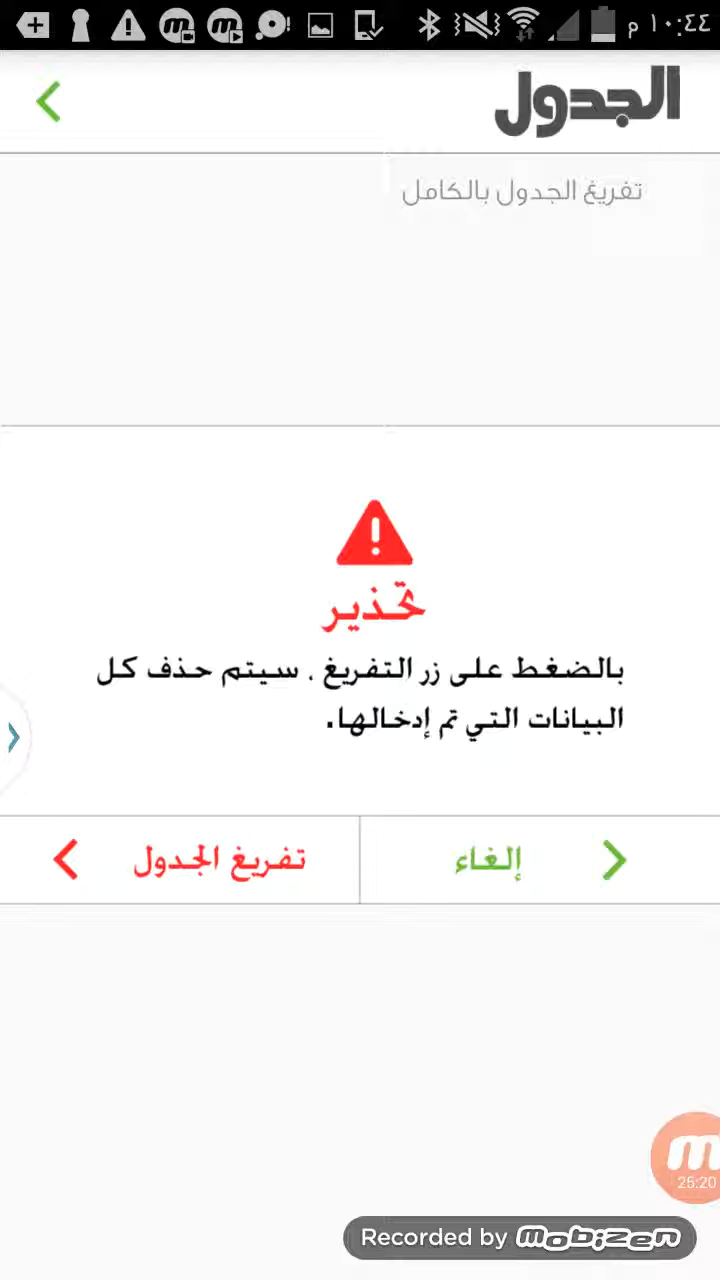 ١٠:٤٤ م
الجدول
تفريغ الجدول بالكامل
تحذير
بالضغط على زر التفريغ ، سيتم حذف كل
البيانات التي تم إدخالها.
إلغاء
تفريغ الجدول
25:20
Recorded by mobizen